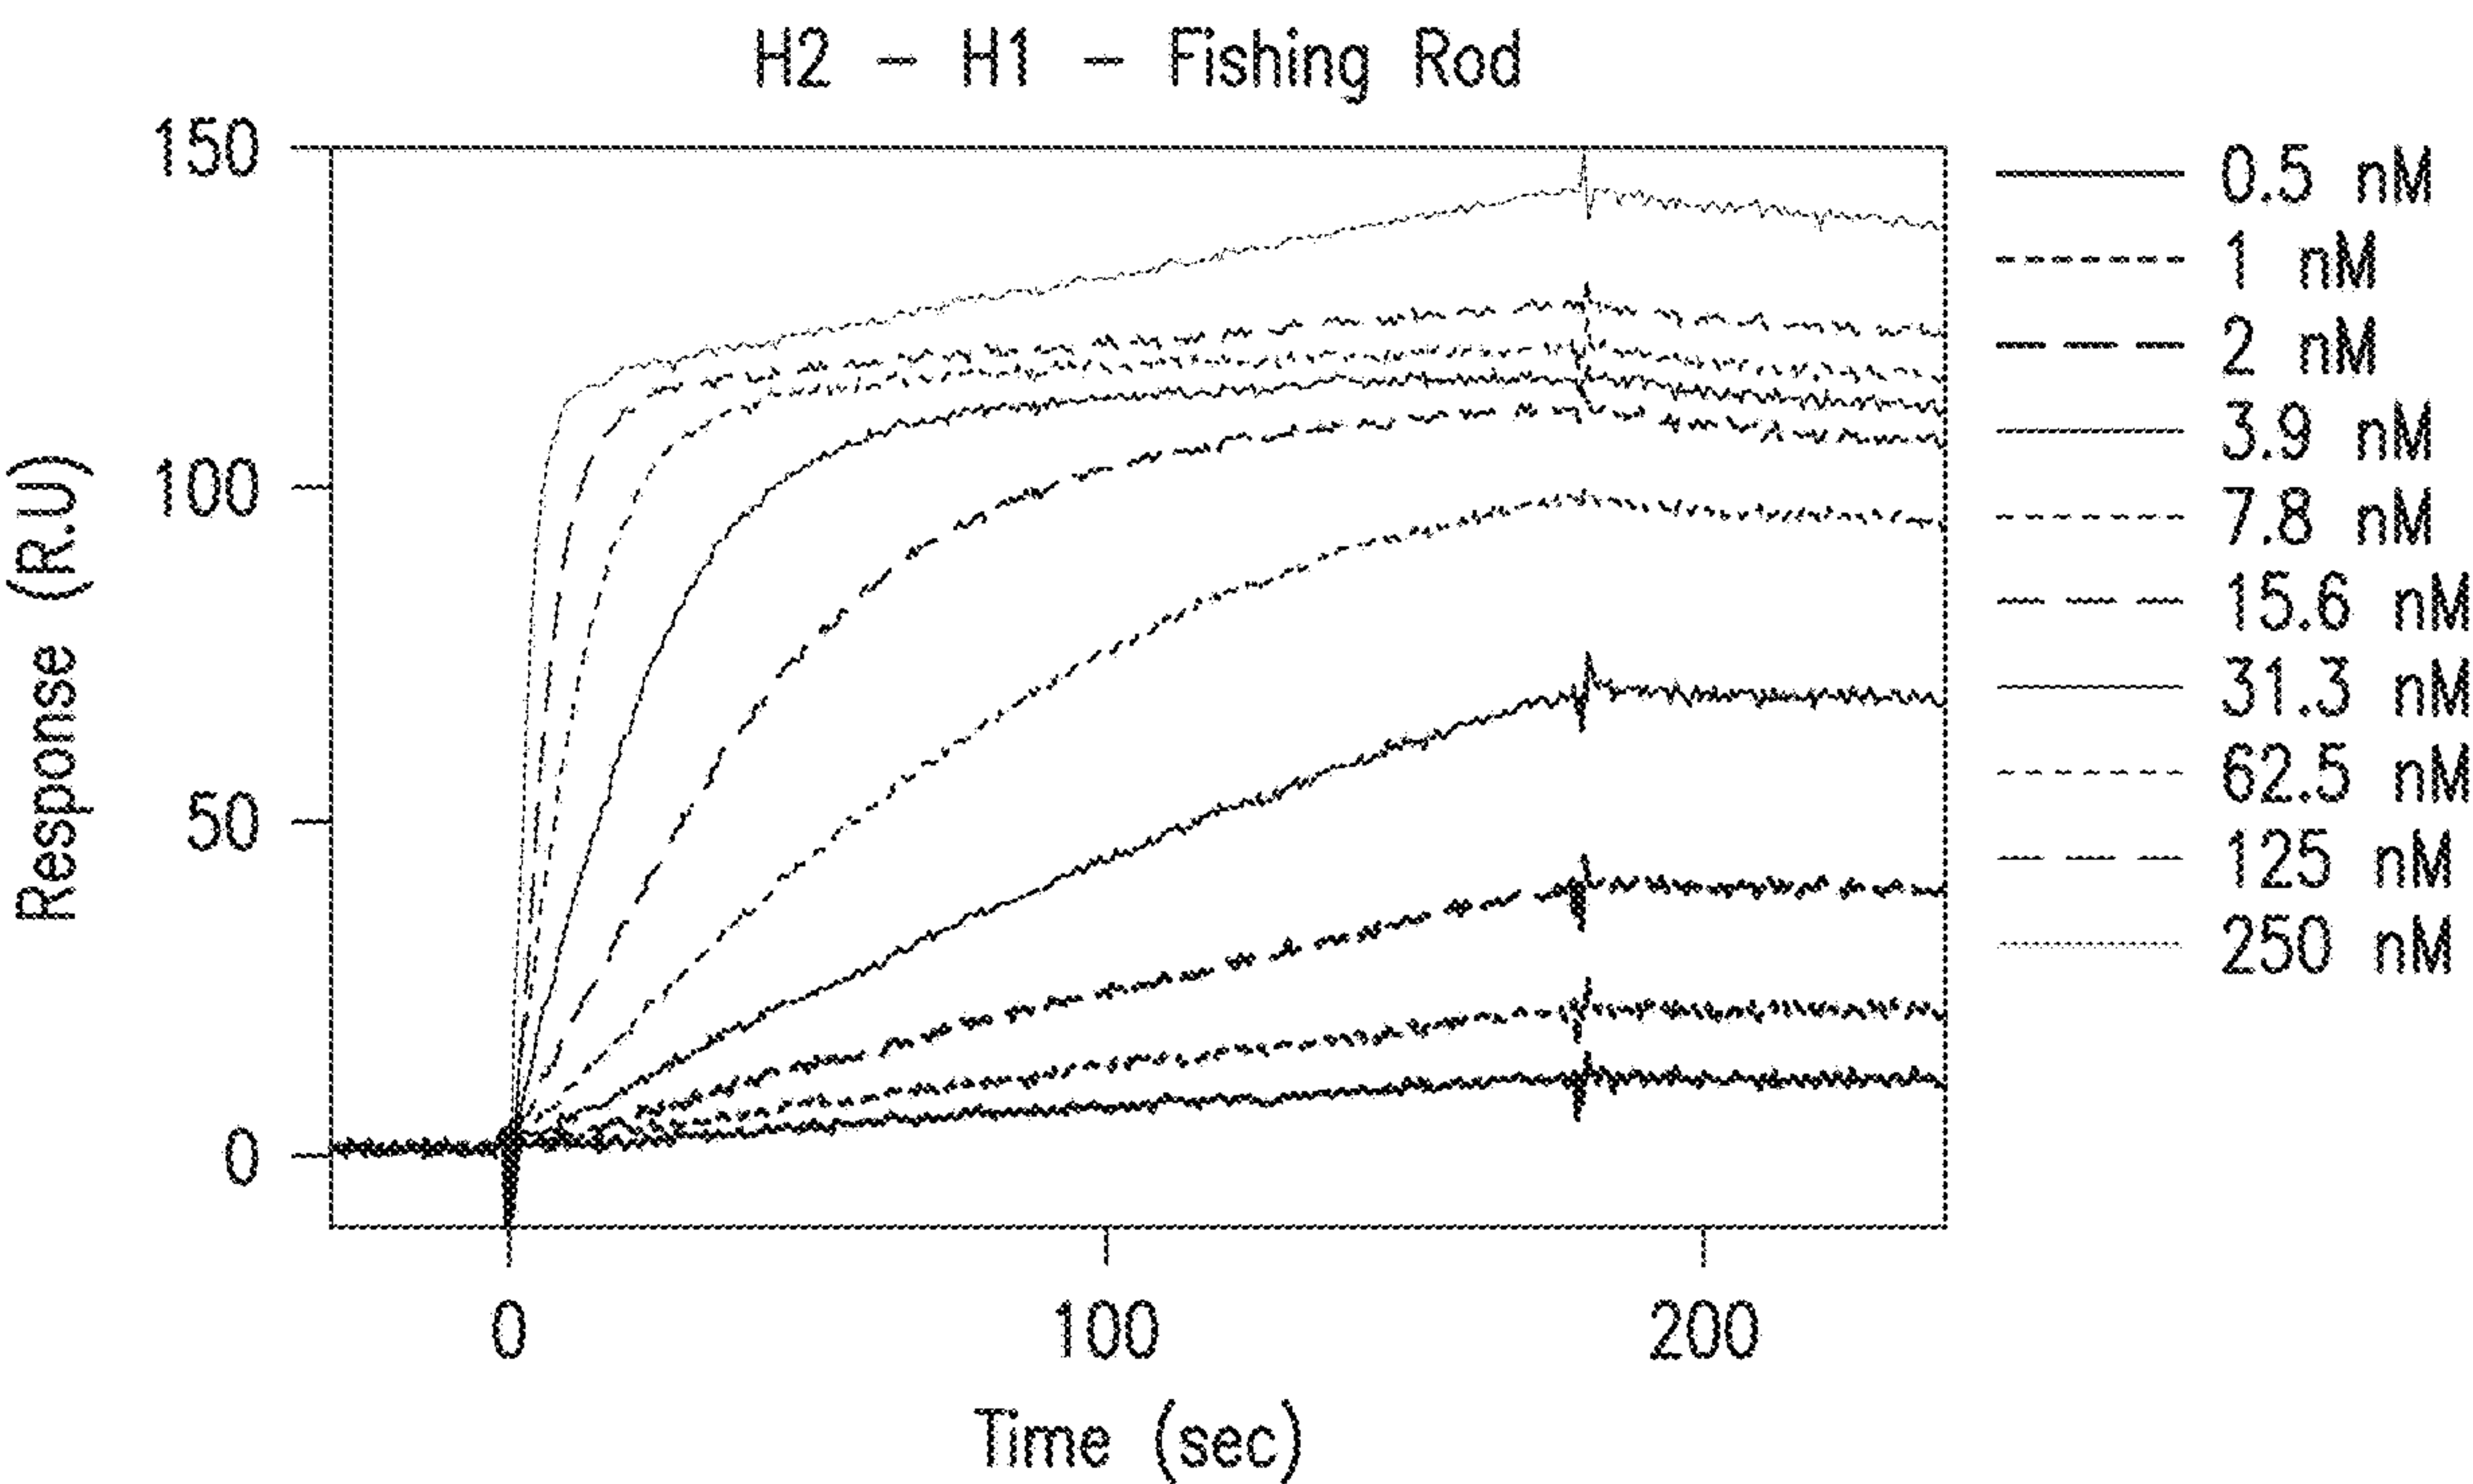 H2 – H1 – Fishing Rod
Response (R.U)
150
100
50
0
0 100 200
Time (sec)
0.5 nM
1 nM
2 nM
3.9 nM
7.8 nM
15.6 nM
31.3 nM
62.5 nM
125 nM
250 nM